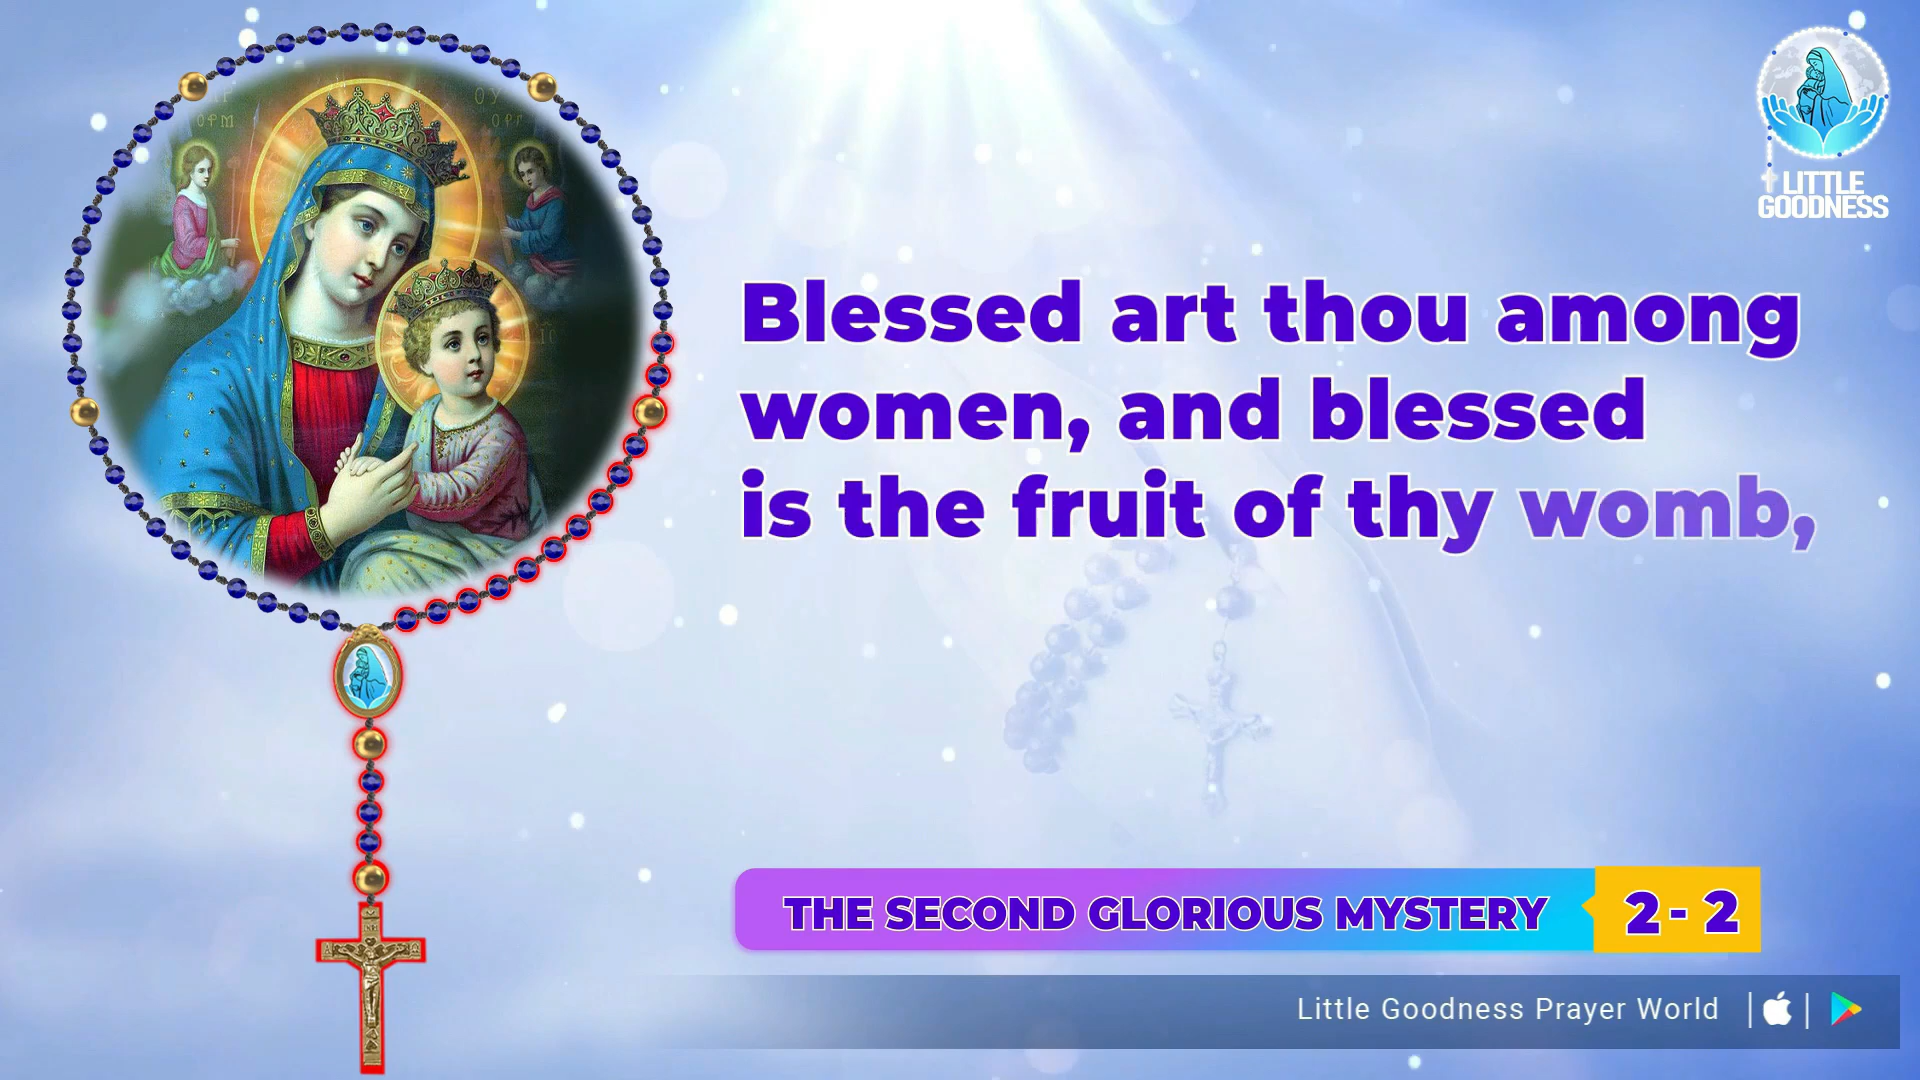 LITTLE
GOODNESS
Blessed art thou among
women, and blessed
is the fruit of thy womb,
THE SECOND GLORIOUS MYSTERY
2 - 2
Little Goodness Prayer World